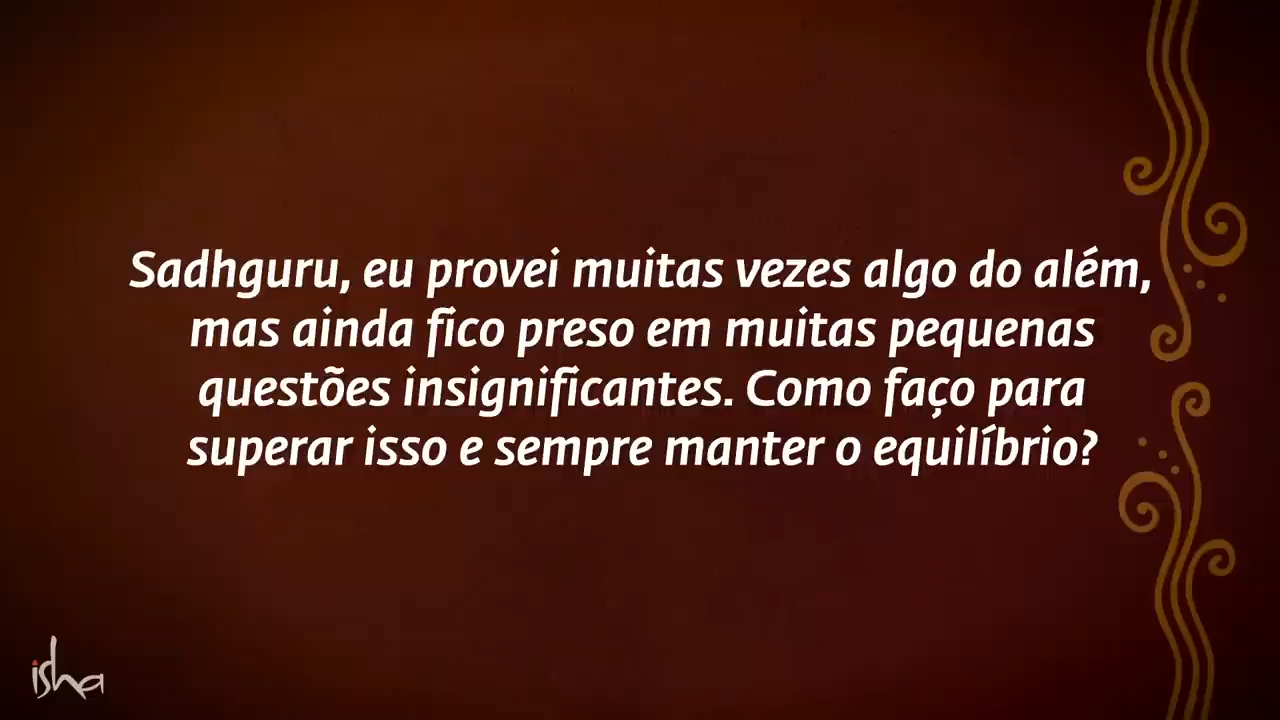 Sadhguru, eu provei muitas vezes algo do além,
mas ainda fico preso em muitas pequenas
questões insignificantes. Como faço para
superar isso e sempre manter o equilíbrio?
isha